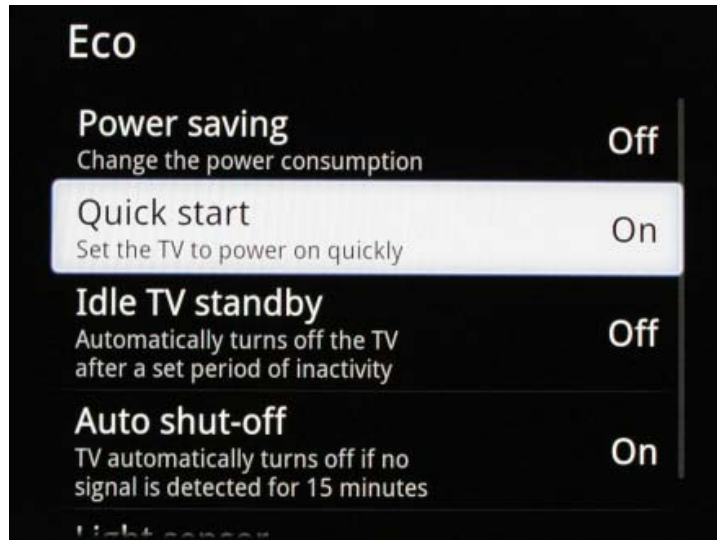 Eco
Power saving
Off
Change the power consumption
Quick start
On
Set the TV to power on quickly
Idle TV standby
Off
Automatically turns off the TV
after a set period of inactivity
Auto shut-off
On
TV automatically turns off if no
signal is detected for 15 minutes
Light sensor